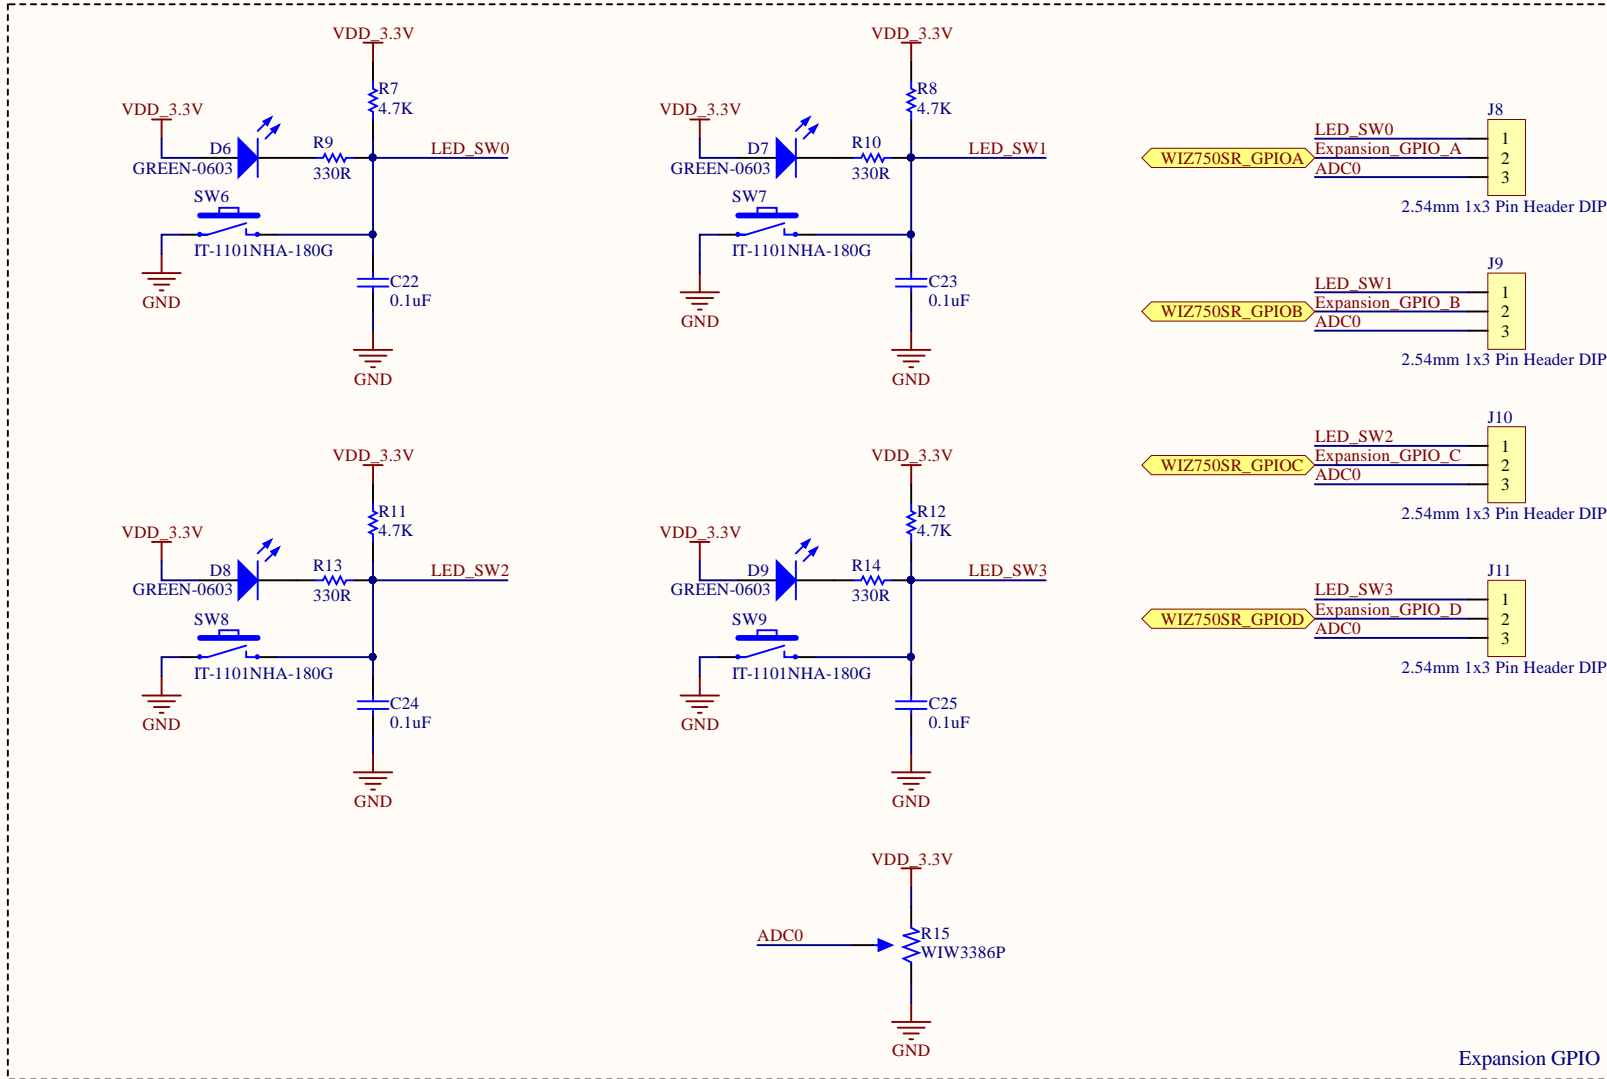 VDD_3.3V
R7
4.7K
VDD_3.3V
D6
GREEN-0603
R9
330R
LED_SW0
SW6
IT-1101NHA-180G
GND
C22
0.1uF
GND
VDD_3.3V
R8
4.7K
VDD_3.3V
D7
GREEN-0603
R10
330R
LED_SW1
SW7
IT-1101NHA-180G
GND
C23
0.1uF
GND
J8
LED_SW0
1
WIZ750SR_GPIOA
Expansion_GPIO_A
2
ADC0
3
2.54mm 1x3 Pin Header DIP
J9
LED_SW1
1
WIZ750SR_GPIOB
Expansion_GPIO_B
2
ADC0
3
2.54mm 1x3 Pin Header DIP
VDD_3.3V
R11
4.7K
VDD_3.3V
D8
GREEN-0603
R13
330R
LED_SW2
SW8
IT-1101NHA-180G
GND
C24
0.1uF
GND
VDD_3.3V
R12
4.7K
VDD_3.3V
D9
GREEN-0603
R14
330R
LED_SW3
SW9
IT-1101NHA-180G
GND
C25
0.1uF
GND
J10
LED_SW2
1
WIZ750SR_GPIOC
Expansion_GPIO_C
2
ADC0
3
2.54mm 1x3 Pin Header DIP
J11
LED_SW3
1
WIZ750SR_GPIOD
Expansion_GPIO_D
2
ADC0
3
2.54mm 1x3 Pin Header DIP
VDD_3.3V
ADC0
R15
WIW3386P
GND
Expansion GPIO